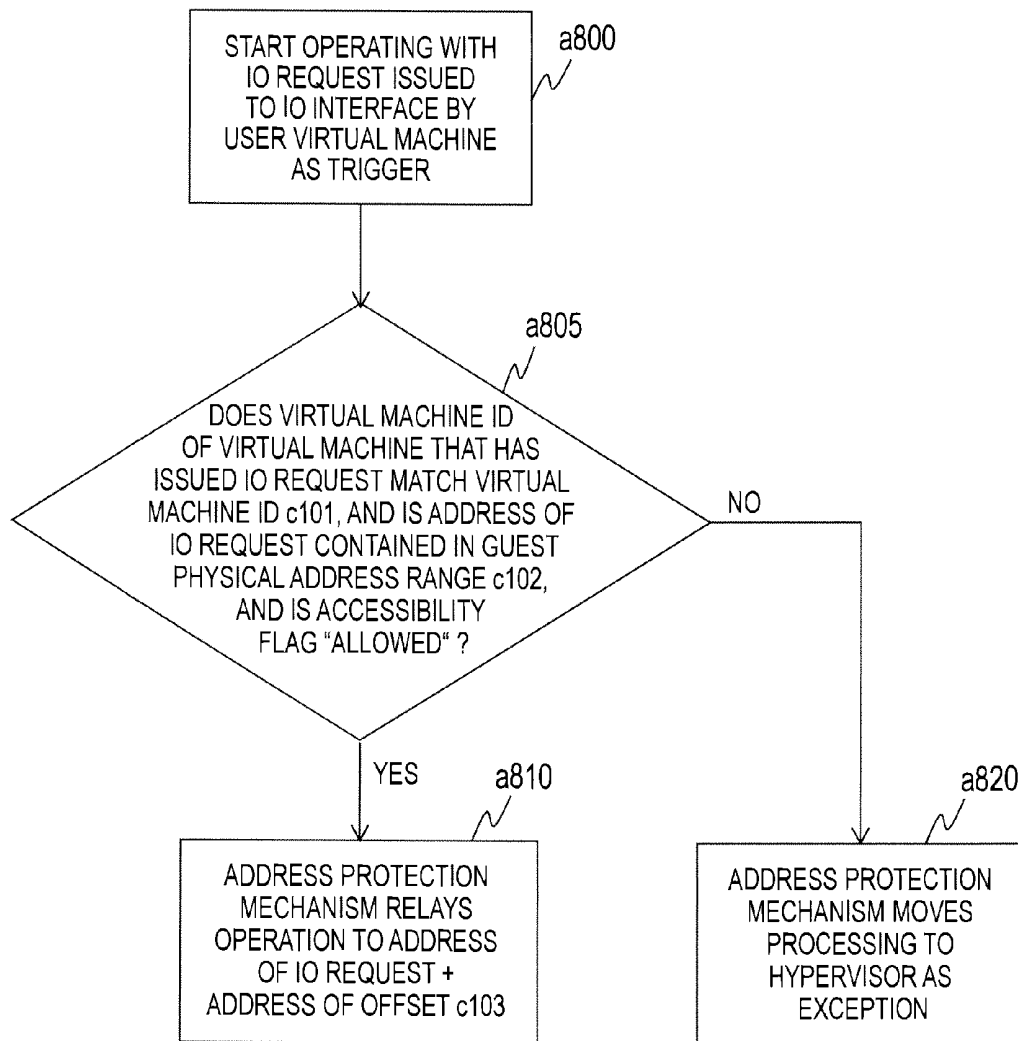 START OPERATING WITH
IO REQUEST ISSUED
TO IO INTERFACE BY
USER VIRTUAL MACHINE
AS TRIGGER
a800
a805
DOES VIRTUAL MACHINE ID
OF VIRTUAL MACHINE THAT HAS
ISSUED IO REQUEST MATCH VIRTUAL
MACHINE ID c101, AND IS ADDRESS OF
IO REQUEST CONTAINED IN GUEST
PHYSICAL ADDRESS RANGE c102,
AND IS ACCESSIBILITY
FLAG “ALLOWED“ ?
NO
YES
a810
ADDRESS PROTECTION
MECHANISM RELAYS
OPERATION TO ADDRESS
OF IO REQUEST +
ADDRESS OF OFFSET c103
a820
ADDRESS PROTECTION
MECHANISM MOVES
PROCESSING TO
HYPERVISOR AS
EXCEPTION